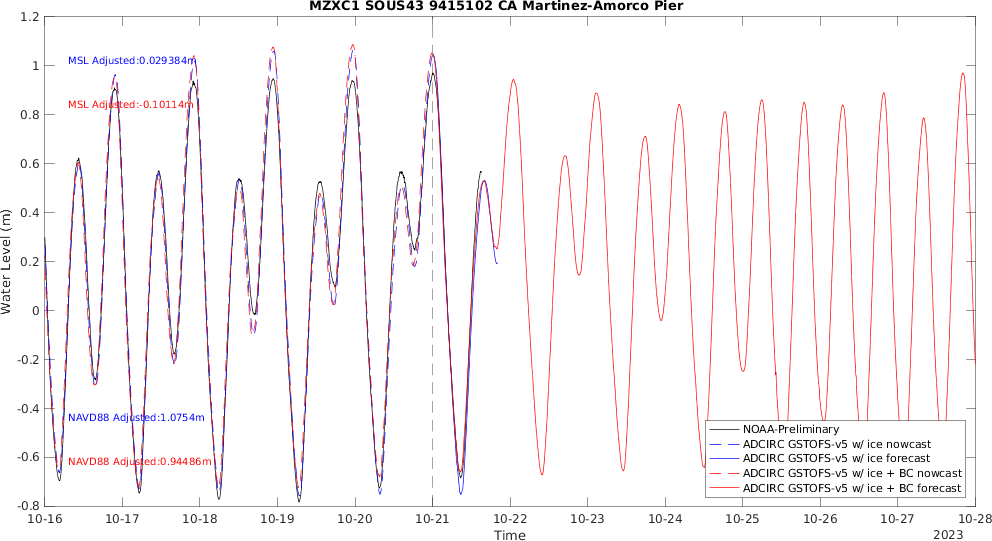 MZXC1 SOUS43 9415102 CA Martinez-Amorco Pier
1.2
1
0.8
0.6
0.4
0.2
0
-0.2
-0.4
-0.6
-0.8
Water Level (m)
MSL Adjusted:0.029384m
MSL Adjusted:-0.10114m
NAVD88 Adjusted:1.0754m
NAVD88 Adjusted:0.94486m
NOAA-Preliminary
ADCIRC GSTOFS-v5 w/ ice nowcast
ADCIRC GSTOFS-v5 w/ ice forecast
ADCIRC GSTOFS-v5 w/ ice + BC nowcast
ADCIRC GSTOFS-v5 w/ ice + BC forecast
10-16 10-17 10-18 10-19 10-20 10-21 10-22 10-23 10-24 10-25 10-26 10-27 10-28
Time
2023